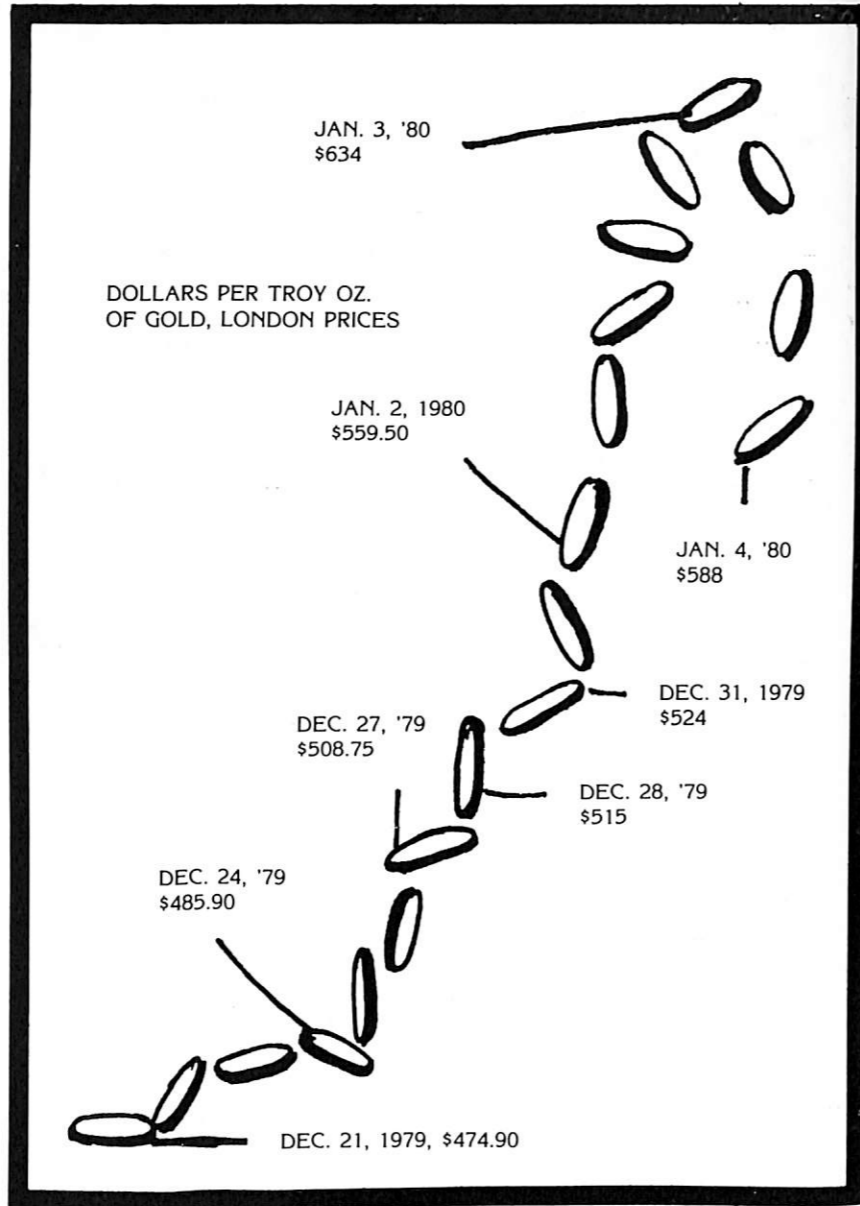 JAN. 3, '80
$634
DOLLARS PER TROY OZ.
OF GOLD, LONDON PRICES
JAN. 2, 1980
$559.50
JAN. 4, '80
$588
DEC. 31, 1979
$524
DEC. 27, '79
$508.75
DEC. 28, '79
$515
DEC. 24, '79
$485.90
DEC. 21, 1979, $474.90